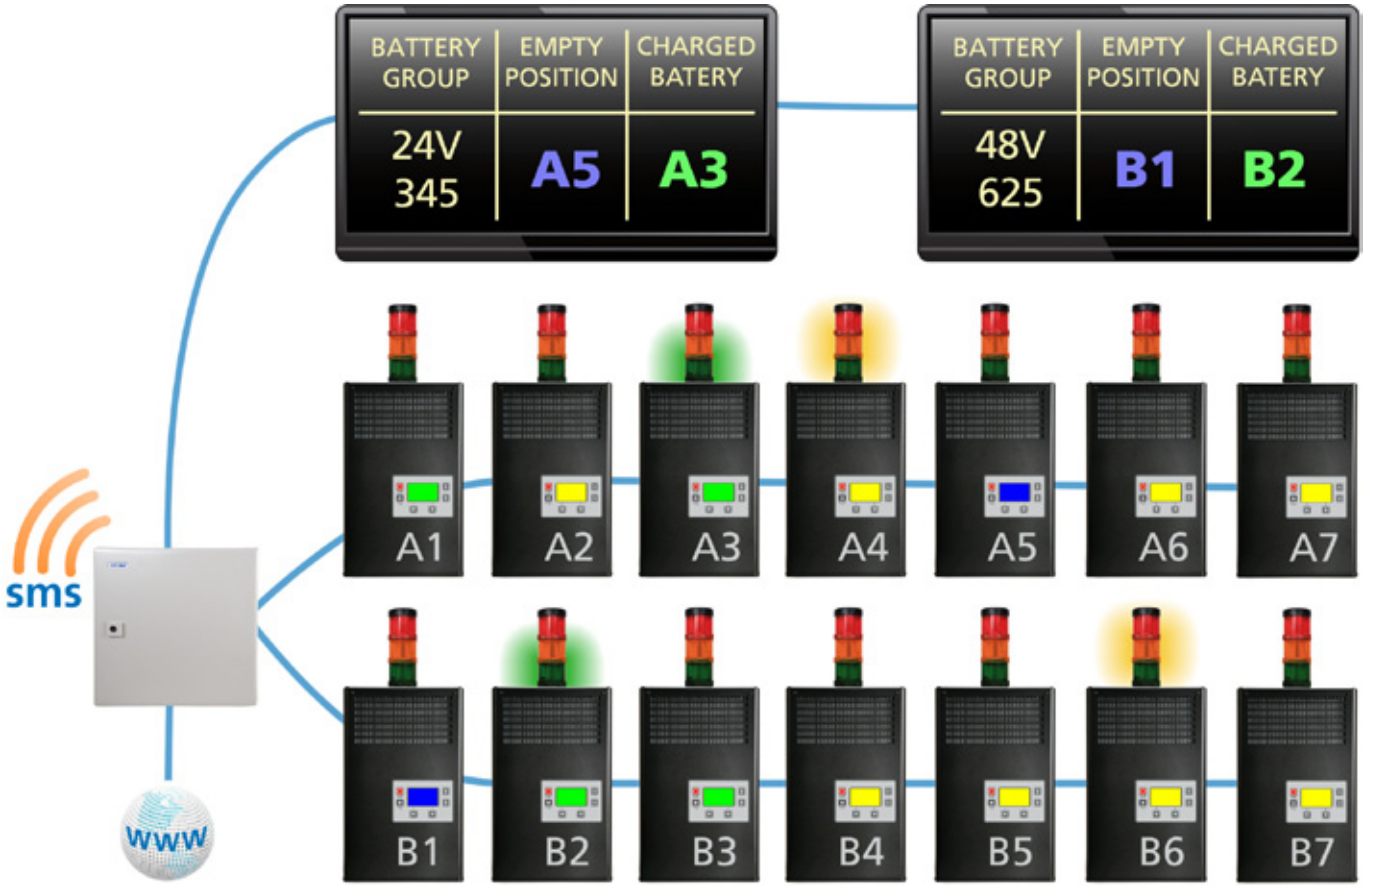 BATTERY GROUP
EMPTY POSITION
CHARGED BATERY
24V 345
A5
A3
BATTERY GROUP
EMPTY POSITION
CHARGED BATERY
48V 625
B1
B2
A1
A2
A3
A4
A5
A6
A7
sms
B1
B2
B3
B4
B5
B6
B7
www